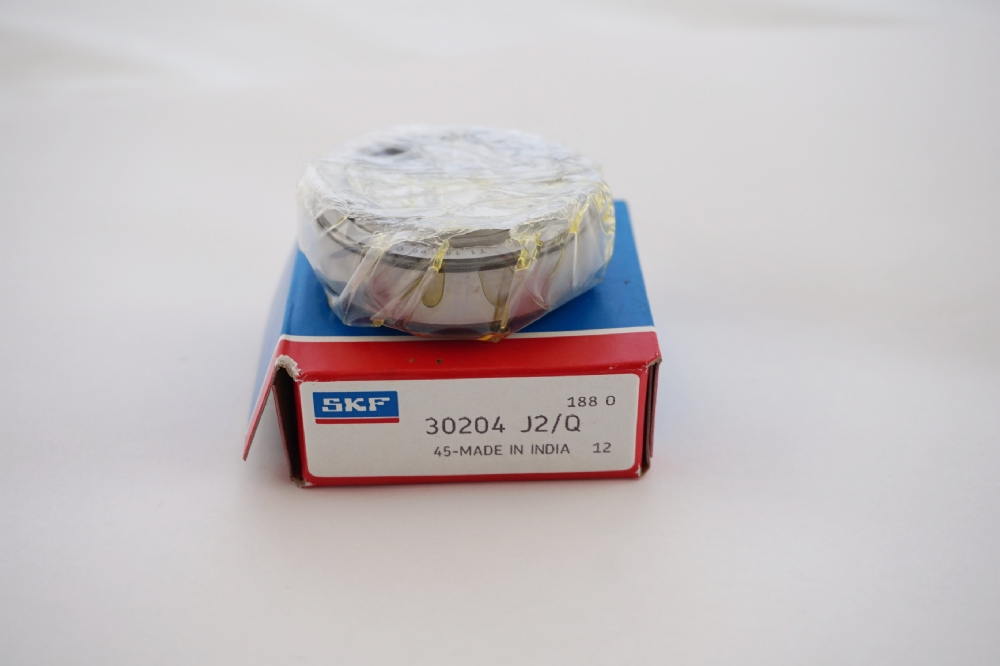 SKF
188 0
30204 J2/Q
45-MADE IN INDIA 12